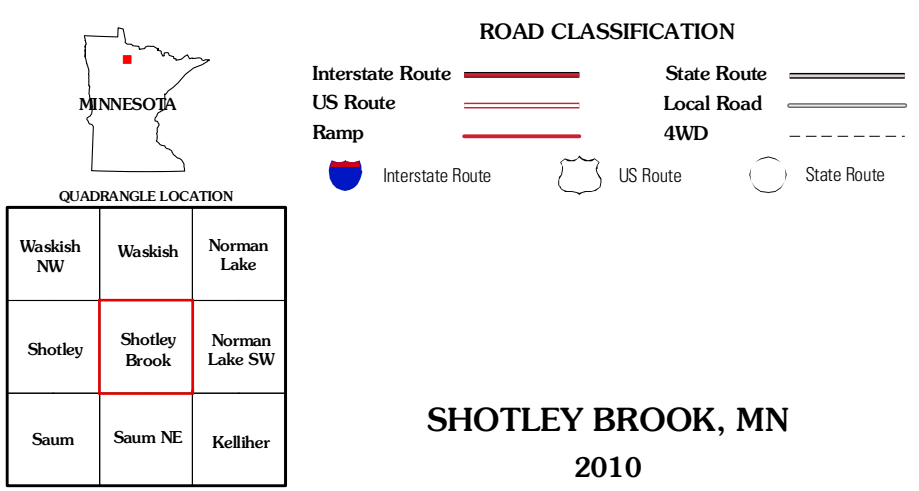 MINNESOTA
QUADRANGLE LOCATION
Waskish
NW
Waskish
Norman
Lake
Shotley
Shotley
Brook
Norman
Lake SW
Saum
Saum NE
Kelliher
ROAD CLASSIFICATION
Interstate Route
State Route
US Route
Local Road
Ramp
4WD
Interstate Route
US Route
State Route
SHOTLEY BROOK, MN
2010